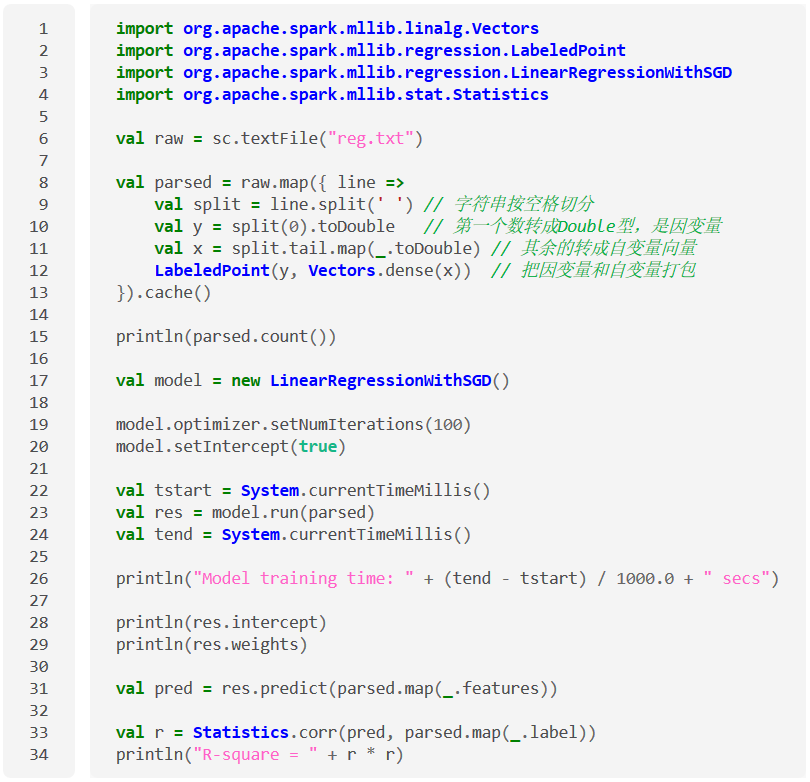 1 import org.apache.spark.mllib.linalg.Vectors
2 import org.apache.spark.mllib.regression.LabeledPoint
3 import org.apache.spark.mllib.regression.LinearRegressionWithSGD
4 import org.apache.spark.mllib.stat.Statistics
5
6 val raw = sc.textFile("reg.txt")
7
8 val parsed = raw.map({ line =>
9     val split = line.split(' ') // 字符串按空格切分
10     val y = split(0).toDouble   // 第一个数转成Double型，是因变量
11     val x = split.tail.map(_.toDouble) // 其余的转成自变量向量
12     LabeledPoint(y, Vectors.dense(x))  // 把因变量和自变量打包
13 }).cache()
14
15 println(parsed.count())
16
17 val model = new LinearRegressionWithSGD()
18
19 model.optimizer.setNumIterations(100)
20 model.setIntercept(true)
21
22 val tstart = System.currentTimeMillis()
23 val res = model.run(parsed)
24 val tend = System.currentTimeMillis()
25
26 println("Model training time: " + (tend - tstart) / 1000.0 + " secs")
27
28 println(res.intercept)
29 println(res.weights)
30
31 val pred = res.predict(parsed.map(_.features))
32
33 val r = Statistics.corr(pred, parsed.map(_.label))
34 println("R-square = " + r * r)